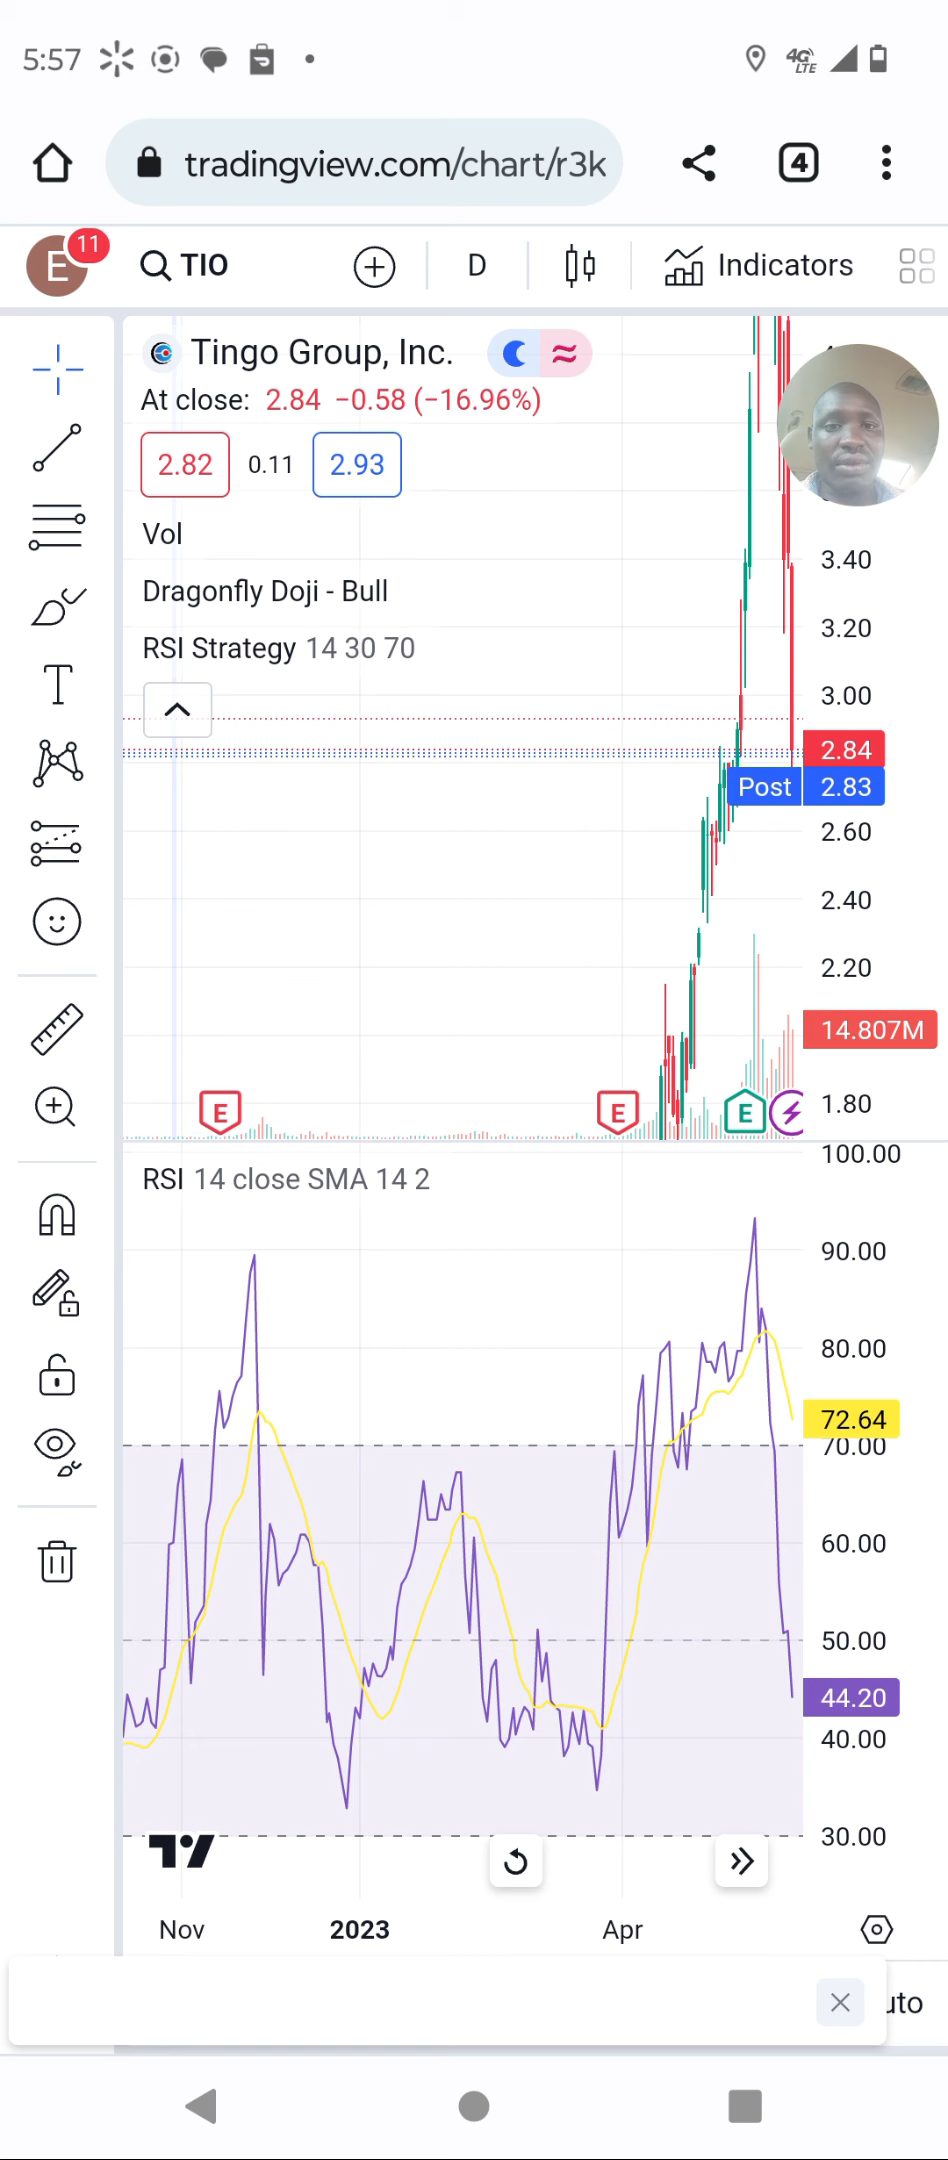 5:57
4G LTE
tradingview.com/chart/r3k
4
E 11
TIO D Indicators
Tingo Group, Inc.
At close: 2.84 −0.58 (−16.96%)
2.82 0.11 2.93
Vol
Dragonfly Doji - Bull
RSI Strategy 14 30 70
3.40
3.20
3.00
2.84
Post 2.83
2.60
2.40
2.20
14.807M
E E E 1.80
100.00
RSI 14 close SMA 14 2
90.00
80.00
72.64
70.00
60.00
50.00
44.20
40.00
30.00
Nov 2023 Apr
uto